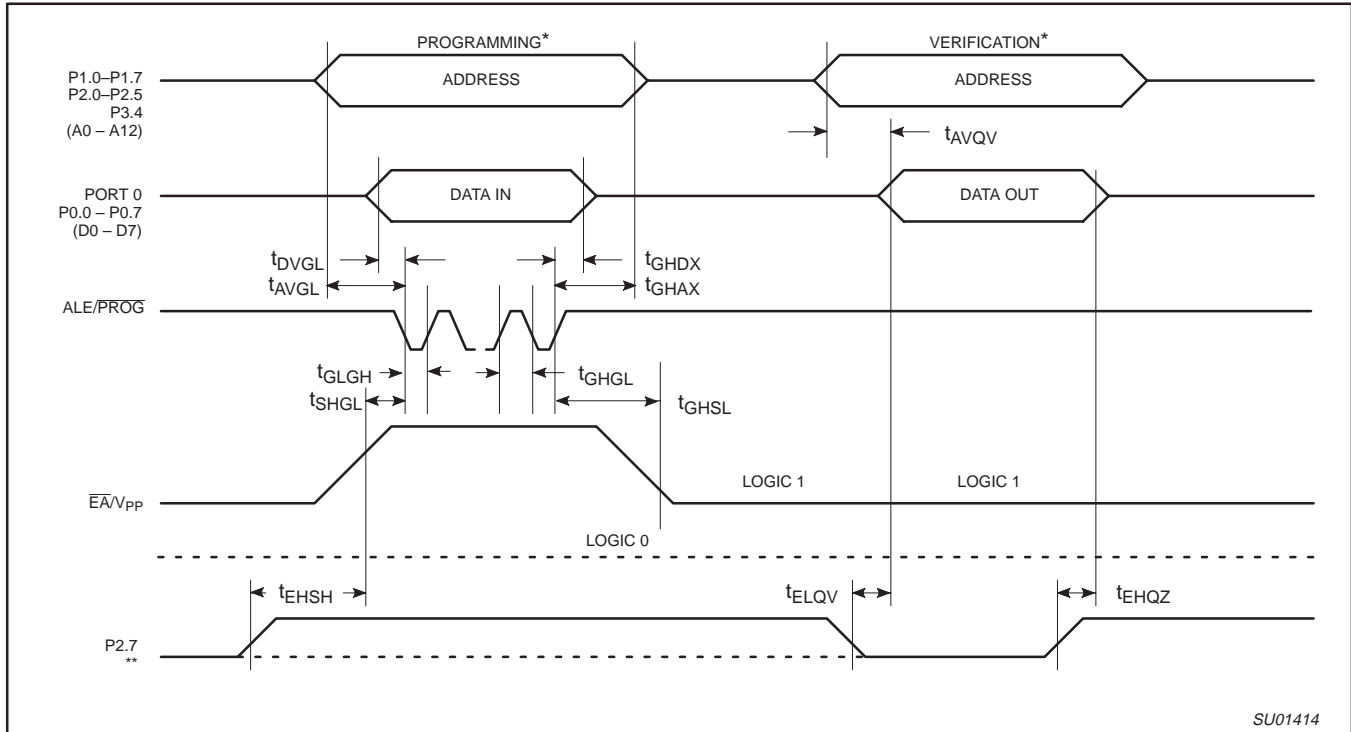 PROGRAMMING*
VERIFICATION*
P1.0–P1.7
P2.0–P2.5
P3.4
(A0 – A12)
ADDRESS
ADDRESS
tAVQV
PORT 0
P0.0 – P0.7
(D0 – D7)
DATA IN
DATA OUT
tDVGL
tGHDX
tAVGL
tGHAX
ALE/PROG
tGLGH
tGHGL
tSHGL
tGHSL
EA/VPP
LOGIC 1
LOGIC 1
LOGIC 0
tEHSH
tELQV
tEHQZ
P2.7
**
SU01414